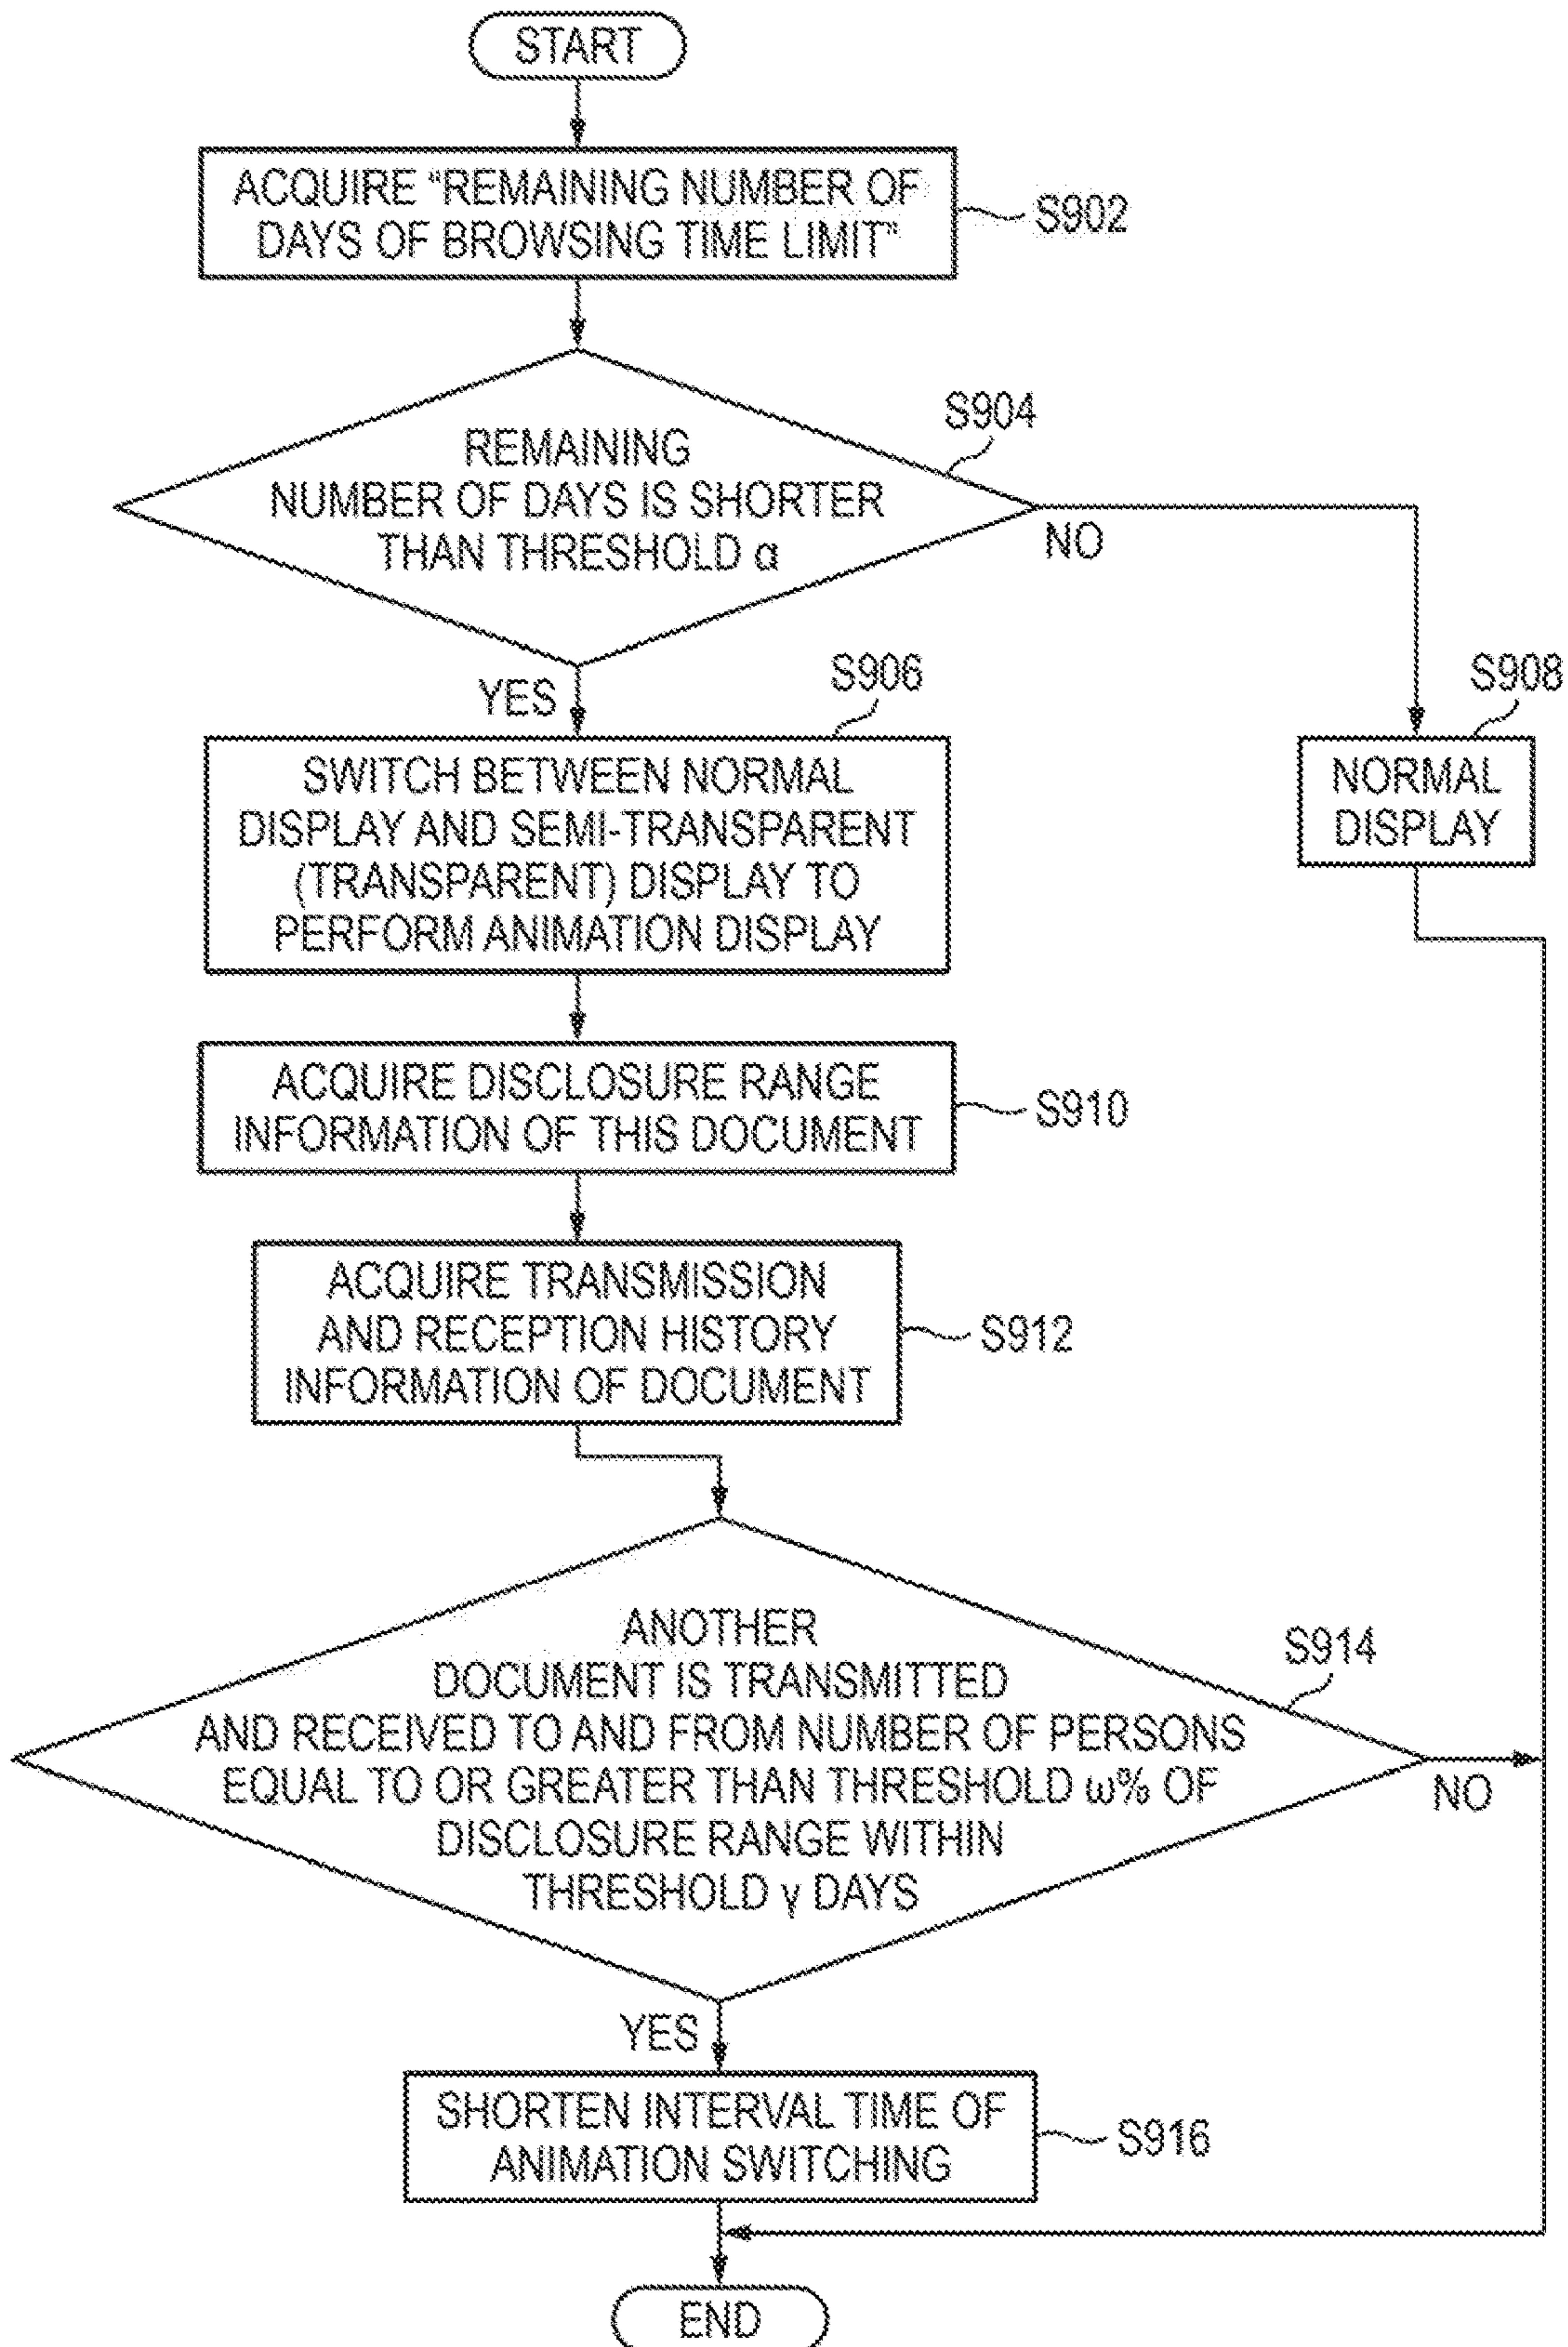 START
ACQUIRE "REMAINING NUMBER OF
DAYS OF BROWSING TIME LIMIT"
S902
S904
REMAINING
NUMBER OF DAYS IS SHORTER
THAN THRESHOLD α
NO
YES
S906
S908
SWITCH BETWEEN NORMAL
DISPLAY AND SEMI-TRANSPARENT
(TRANSPARENT) DISPLAY TO
PERFORM ANIMATION DISPLAY
NORMAL
DISPLAY
ACQUIRE DISCLOSURE RANGE
INFORMATION OF THIS DOCUMENT
S910
ACQUIRE TRANSMISSION
AND RECEPTION HISTORY
INFORMATION OF DOCUMENT
S912
S914
ANOTHER
DOCUMENT IS TRANSMITTED
AND RECEIVED TO AND FROM NUMBER OF PERSONS
EQUAL TO OR GREATER THAN THRESHOLD ω% OF
DISCLOSURE RANGE WITHIN
THRESHOLD γ DAYS
NO
YES
SHORTEN INTERVAL TIME OF
ANIMATION SWITCHING
S916
END